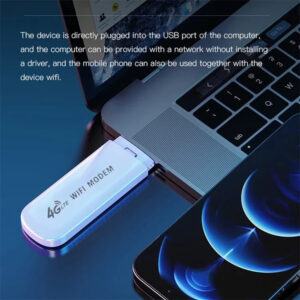 The device is directly plugged into the USB port of the computer,
and the computer can be provided with a network without installing
a driver, and the mobile phone can also be used together with the
device wifi.
4G LTE WIFI MODEM